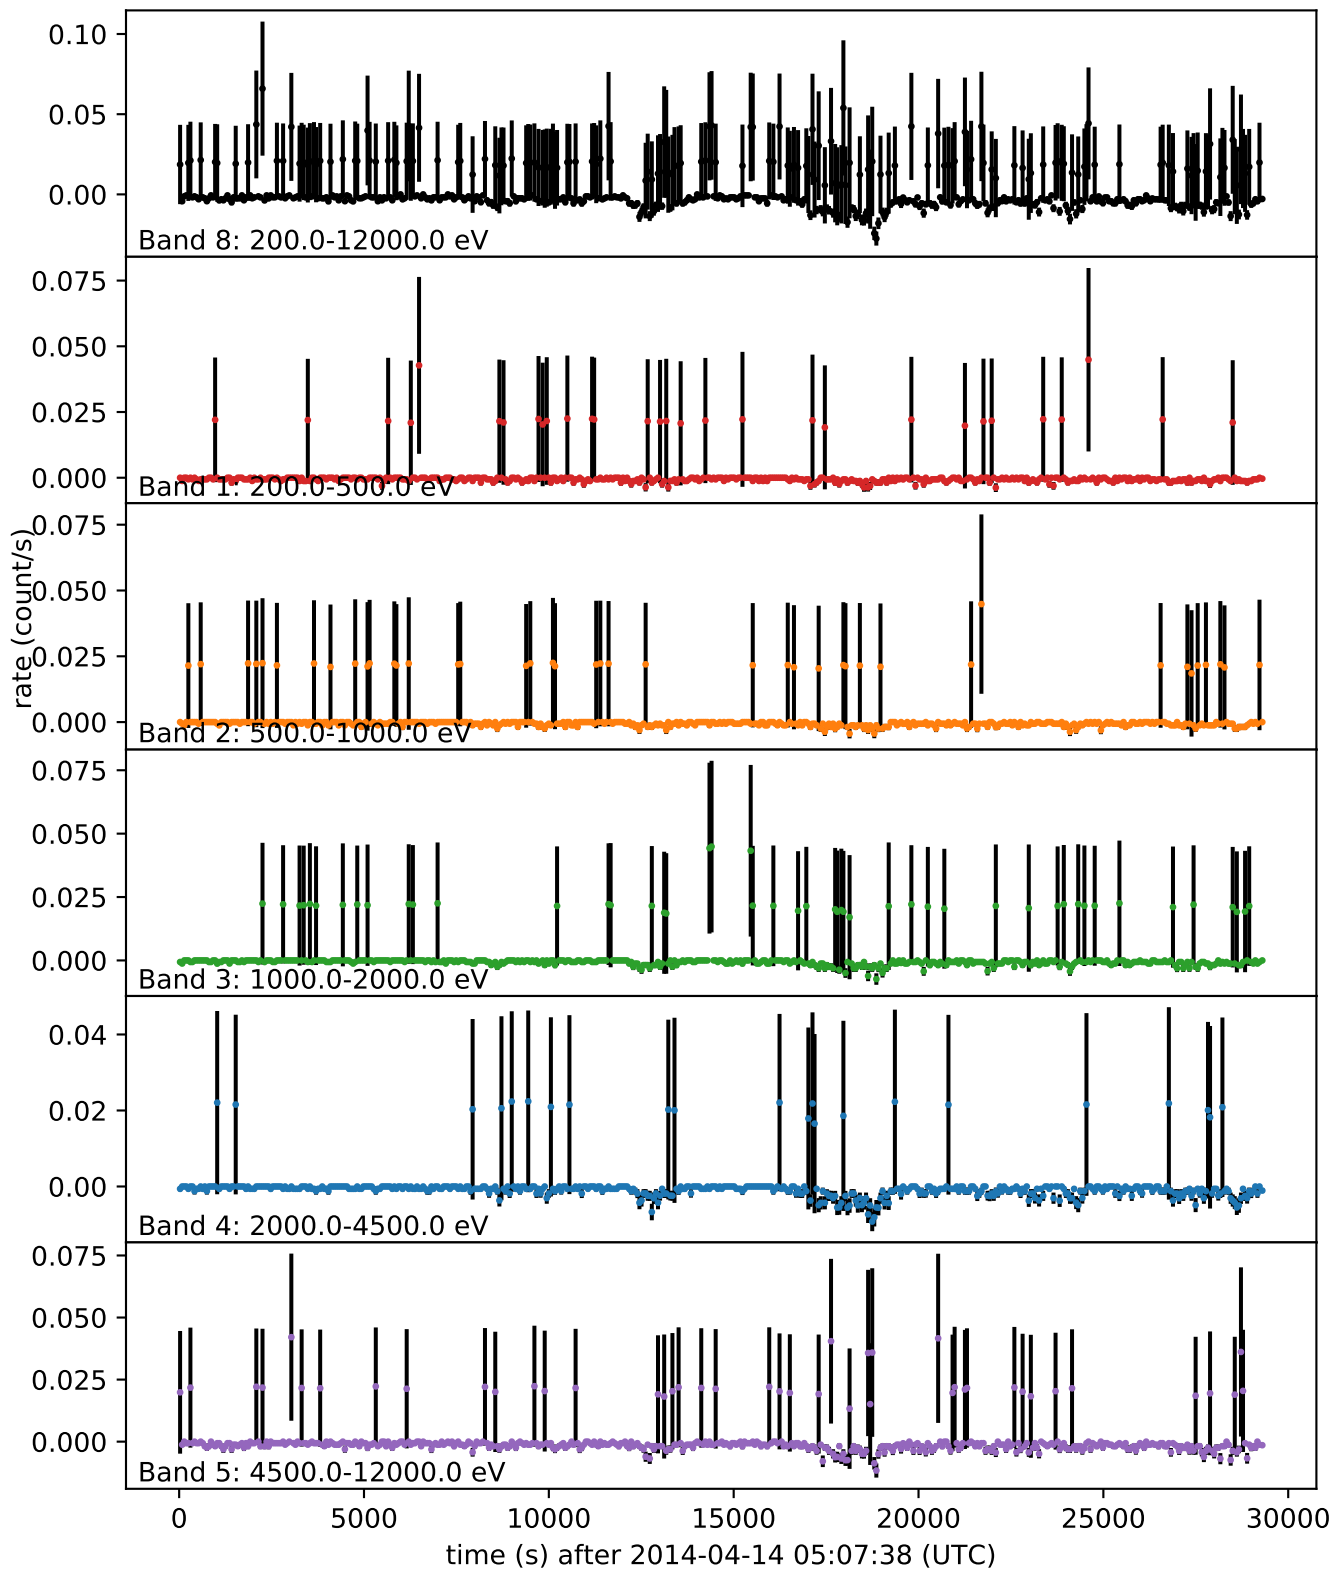 0.10
0.05
0.00
Band 8: 200.0-12000.0 eV
0.075
0.050
0.025
0.000
Band 1: 200.0-500.0 eV
rate (count/s)
0.075
0.050
0.025
0.000
Band 2: 500.0-1000.0 eV
0.075
0.050
0.025
0.000
Band 3: 1000.0-2000.0 eV
0.04
0.02
0.00
Band 4: 2000.0-4500.0 eV
0.075
0.050
0.025
0.000
Band 5: 4500.0-12000.0 eV
0 5000 10000 15000 20000 25000 30000
time (s) after 2014-04-14 05:07:38 (UTC)